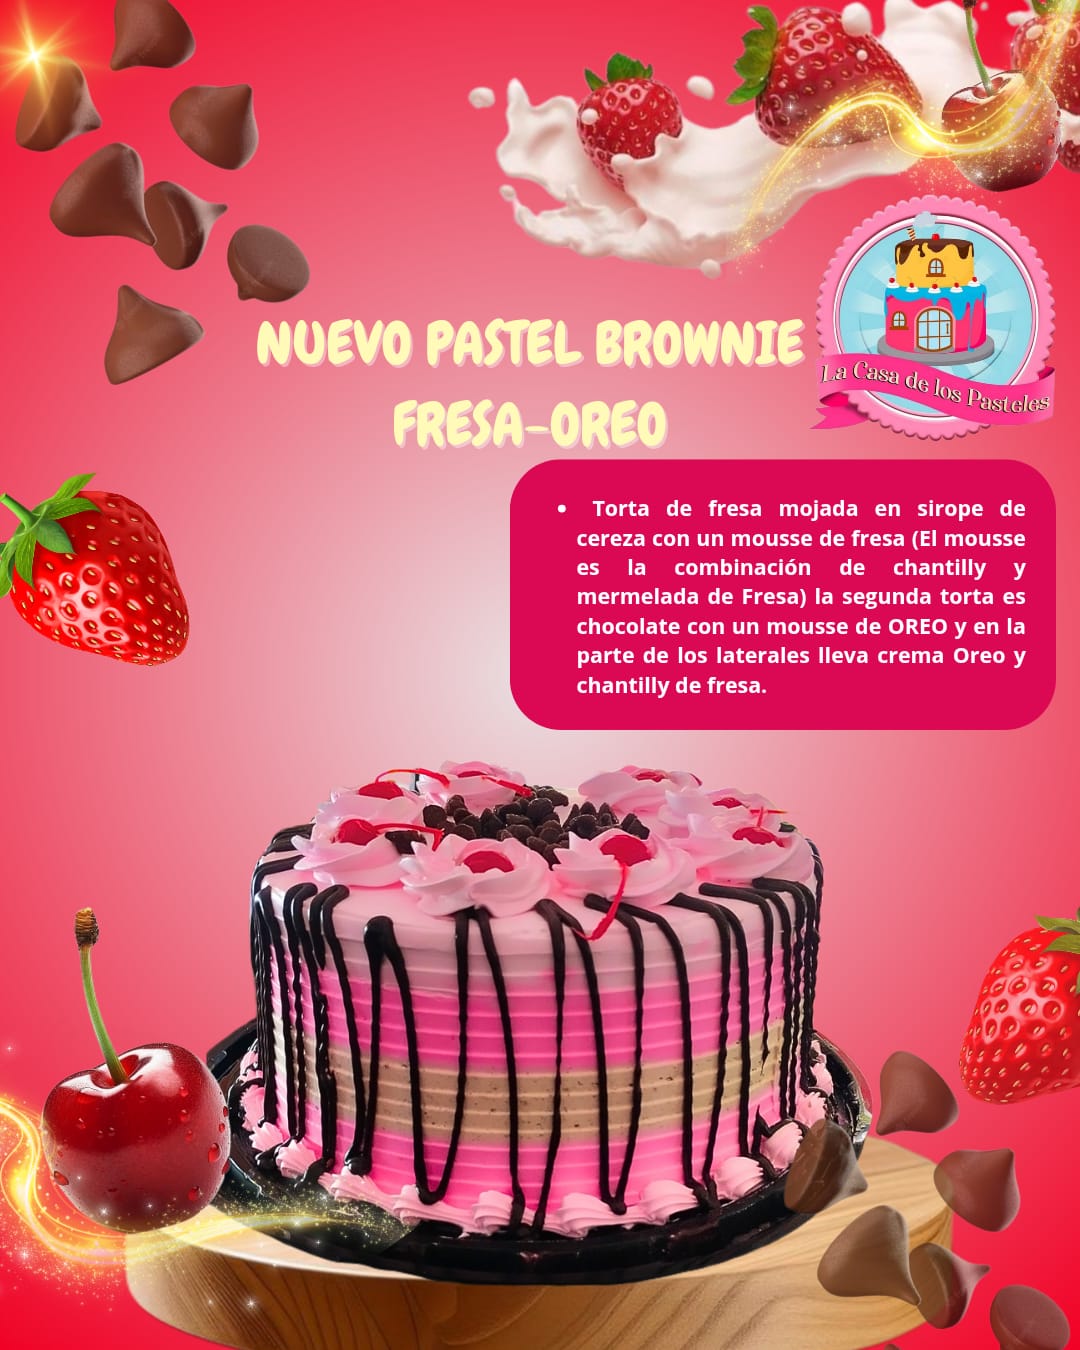 NUEVO PASTEL BROWNIE
FRESA-OREO
La Casa de los Pasteles
• Torta de fresa mojada en sirope de
cereza con un mousse de fresa (El mousse
es la combinación de chantilly y
mermelada de Fresa) la segunda torta es
chocolate con un mousse de OREO y en la
parte de los laterales lleva crema Oreo y
chantilly de fresa.